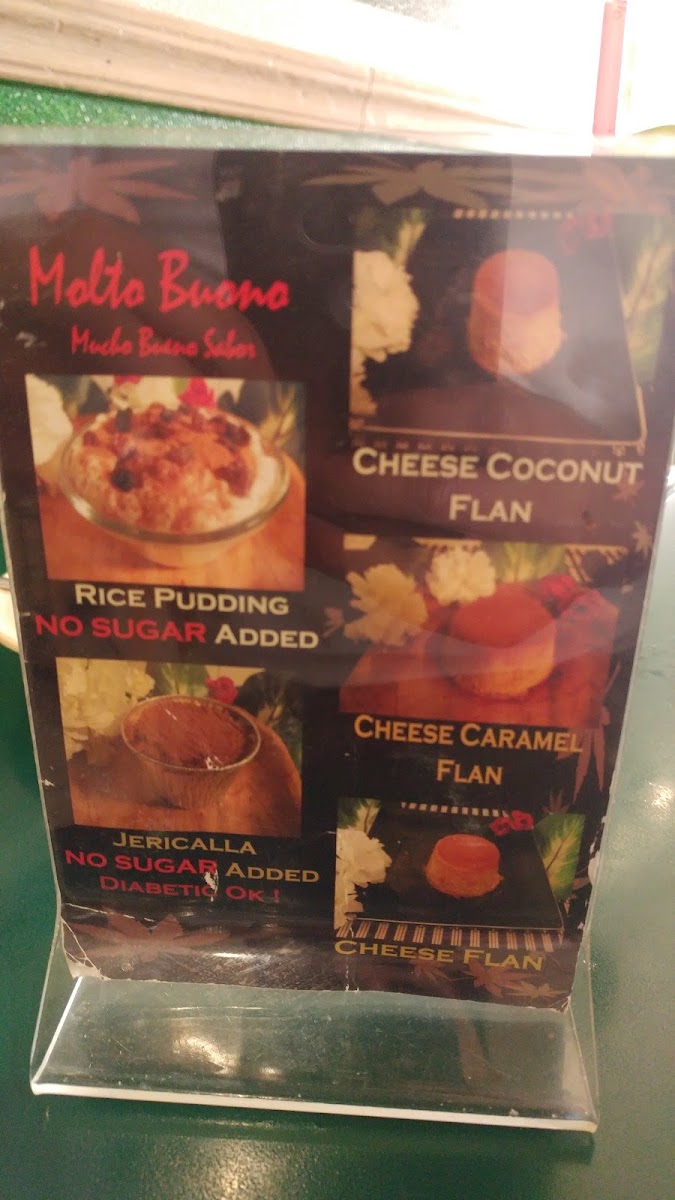 Molto Buono
Mucho Bueno Sabor
RICE PUDDING
NO SUGAR ADDED
JERICALLA
NO SUGAR ADDED
DIABETIC OK !
CHEESE COCONUT
FLAN
CHEESE CARAMEL
FLAN
CHEESE FLAN